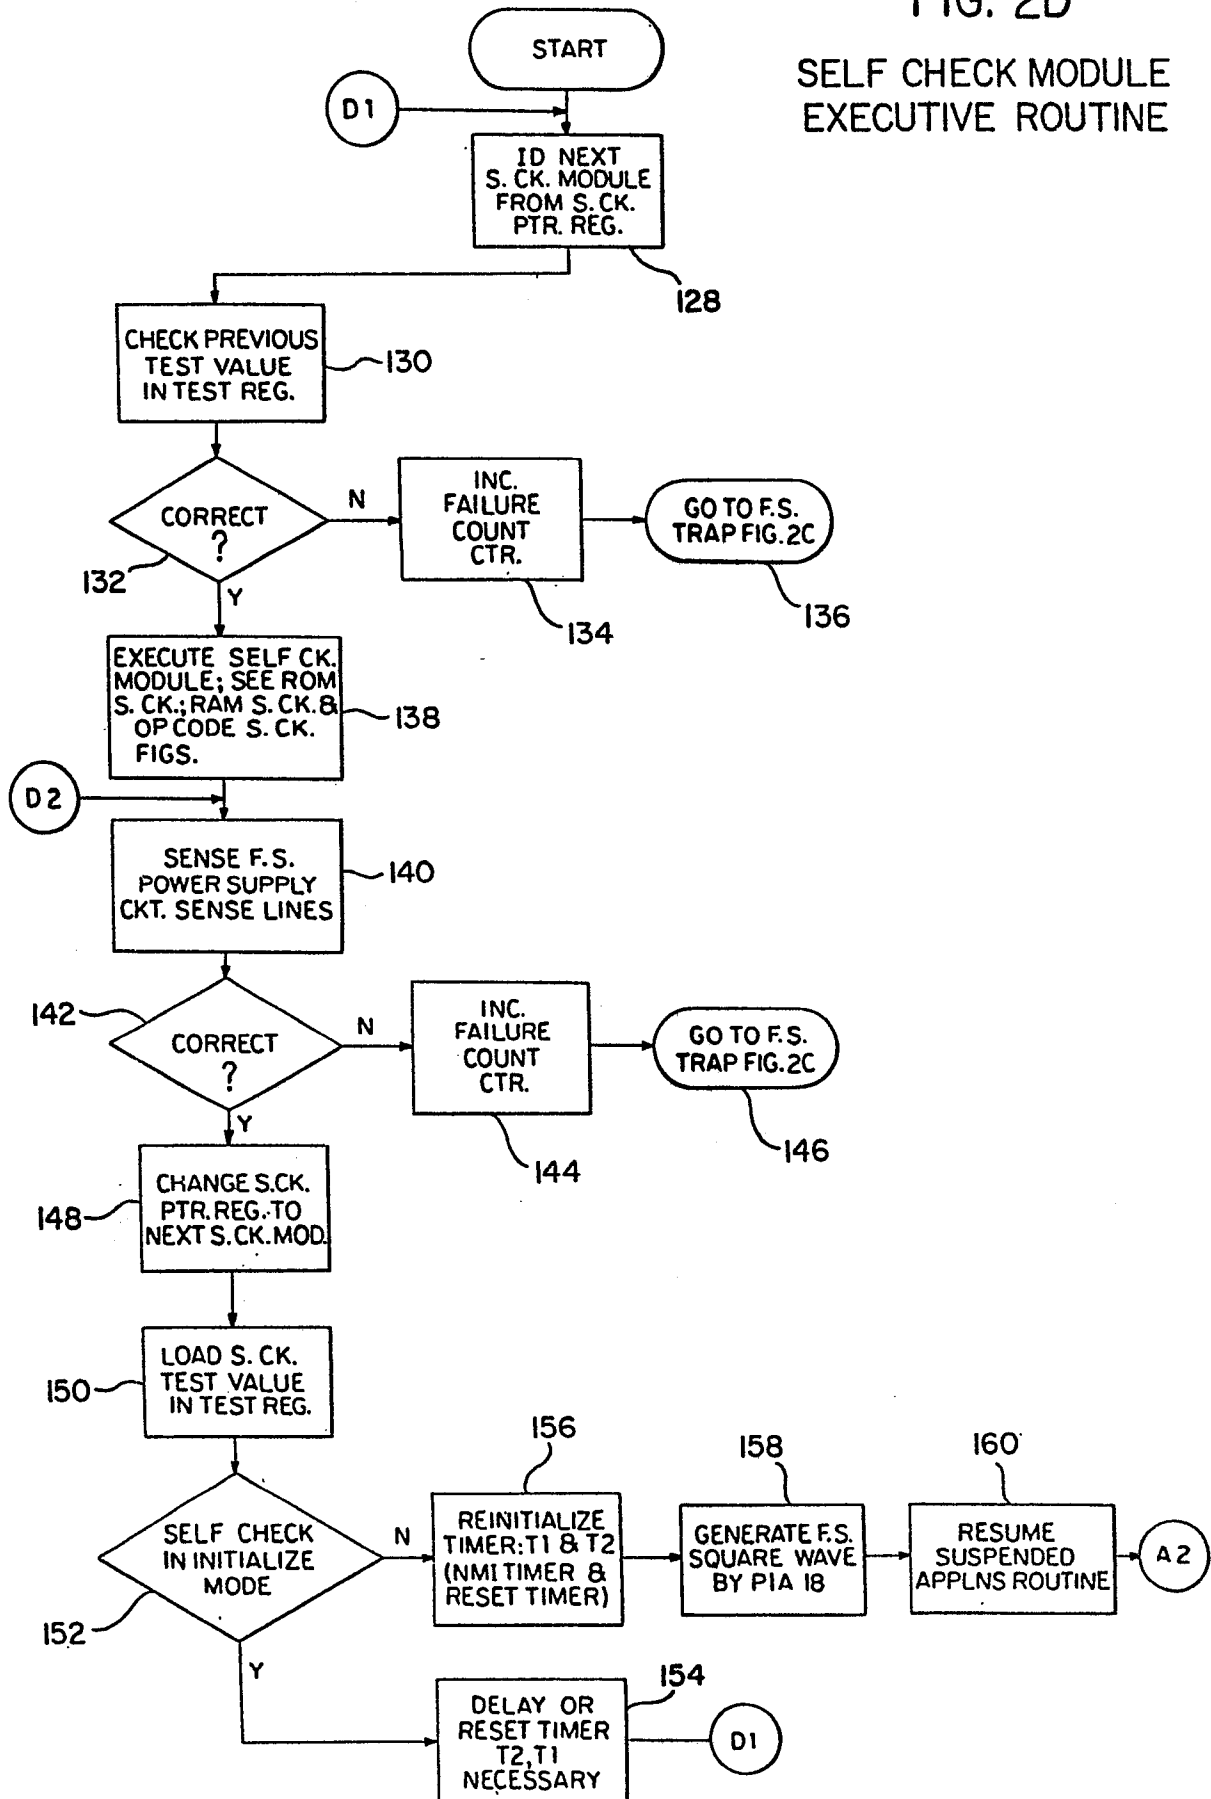 FIG. 2D
SELF CHECK MODULE
EXECUTIVE ROUTINE
START
D1
ID NEXT
S. CK. MODULE
FROM S. CK.
PTR. REG.
128
CHECK PREVIOUS
TEST VALUE
IN TEST REG.
130
CORRECT
?
132
N
Y
INC.
FAILURE
COUNT
CTR.
134
GO TO F.S.
TRAP FIG. 2C
136
EXECUTE SELF CK.
MODULE; SEE ROM
S. CK.; RAM S. CK. &
OP CODE S. CK.
FIGS.
138
D2
SENSE F. S.
POWER SUPPLY
CKT. SENSE LINES
140
142
CORRECT
?
N
Y
INC.
FAILURE
COUNT
CTR.
144
GO TO F.S.
TRAP FIG. 2C
146
CHANGE S.CK.
PTR. REG. TO
NEXT S.CK. MOD.
148
LOAD S. CK.
TEST VALUE
IN TEST REG.
150
SELF CHECK
IN INITIALIZE
MODE
152
N
Y
156
REINITIALIZE
TIMER: T1 & T2
(NMI TIMER &
RESET TIMER)
158
GENERATE F.S.
SQUARE WAVE
BY PIA 18
160
RESUME
SUSPENDED
APPLNS ROUTINE
A2
154
DELAY OR
RESET TIMER
T2, T1
NECESSARY
D1